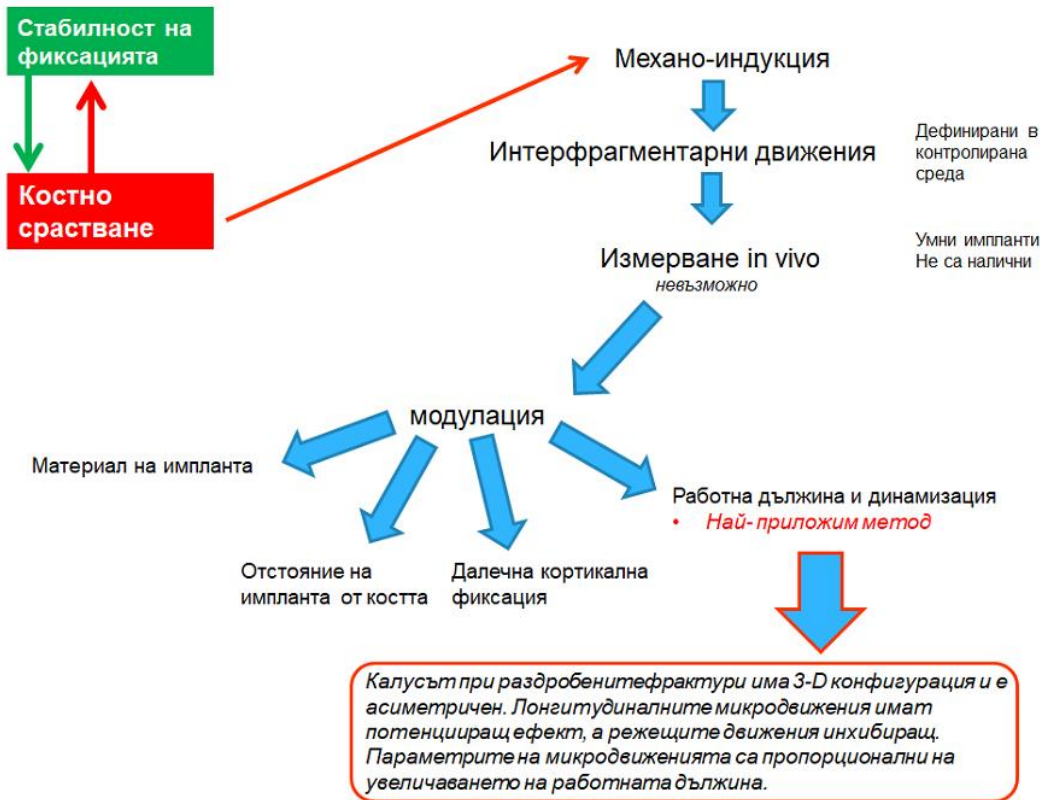 Стабилност на
фиксацията
Костно
срастване
Механо-индукция
Интерфрагментарни движения
Дефинирани в
контролирана
среда
Измерване in vivo
невъзможно
Умни импланти
Не са налични
модулация
Материал на импланта
Отстояние на
импланта от костта
Далечна кортикална
фиксация
Работна дължина и динамизация
• Най- приложим метод
Калусът при раздробенитефрактури има 3-D конфигурация и е
асиметричен. Лонгитудиналните микродвижения имат
потенцииращ ефект, а режещите движения инхибиращ.
Параметрите на микродвиженията са пропорционални на
увеличаването на работната дължина.